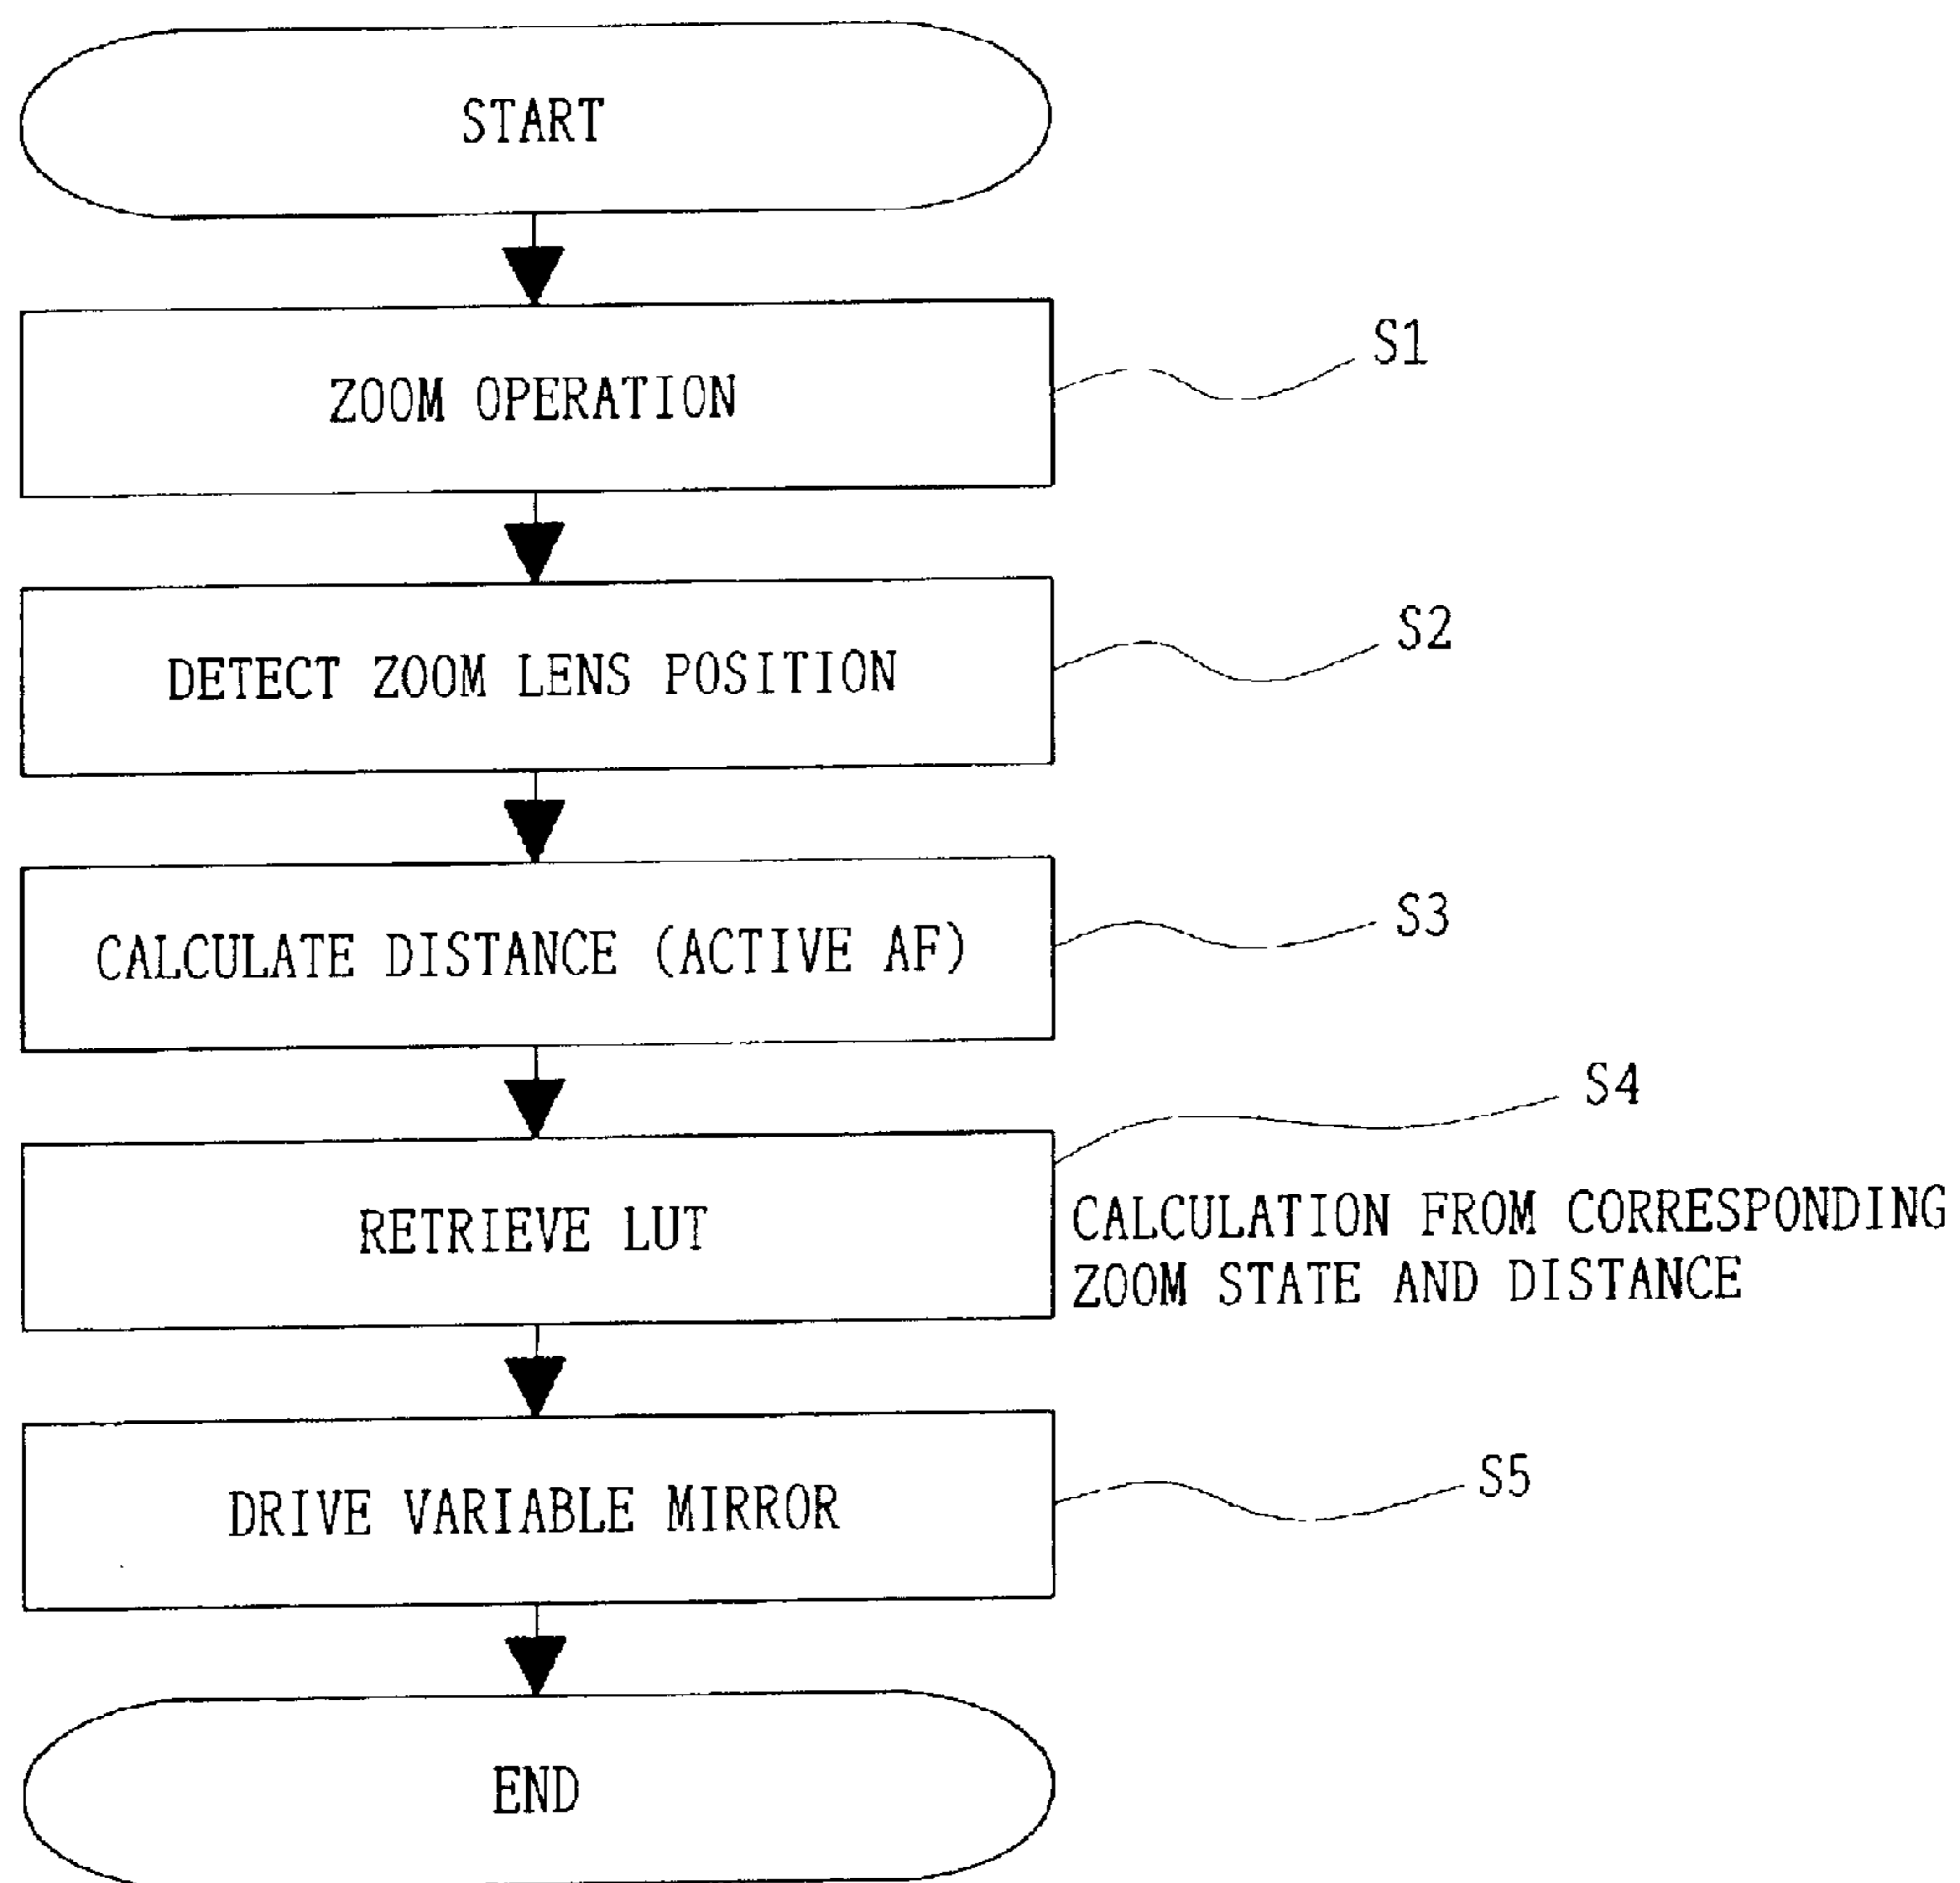 START
ZOOM OPERATION
S1
DETECT ZOOM LENS POSITION
S2
CALCULATE DISTANCE (ACTIVE AF)
S3
RETRIEVE LUT
S4
CALCULATION FROM CORRESPONDING
ZOOM STATE AND DISTANCE
DRIVE VARIABLE MIRROR
S5
END